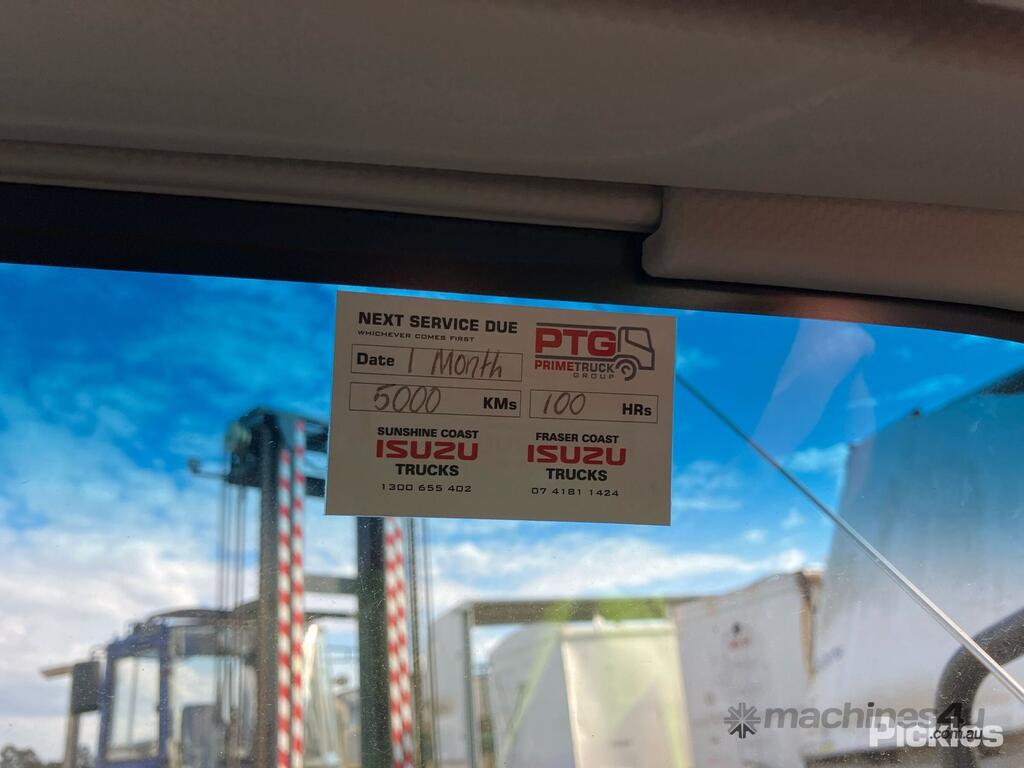 NEXT SERVICE DUE
WHICHEVER COMES FIRST
PTG
PRIMETRUCK
GROUP
Date 1 Month
5000 KMs
100 HRs
SUNSHINE COAST
ISUZU
TRUCKS
1300 655 402
FRASER COAST
ISUZU
TRUCKS
07 4181 1424
machines4u
.com.au
Pickles